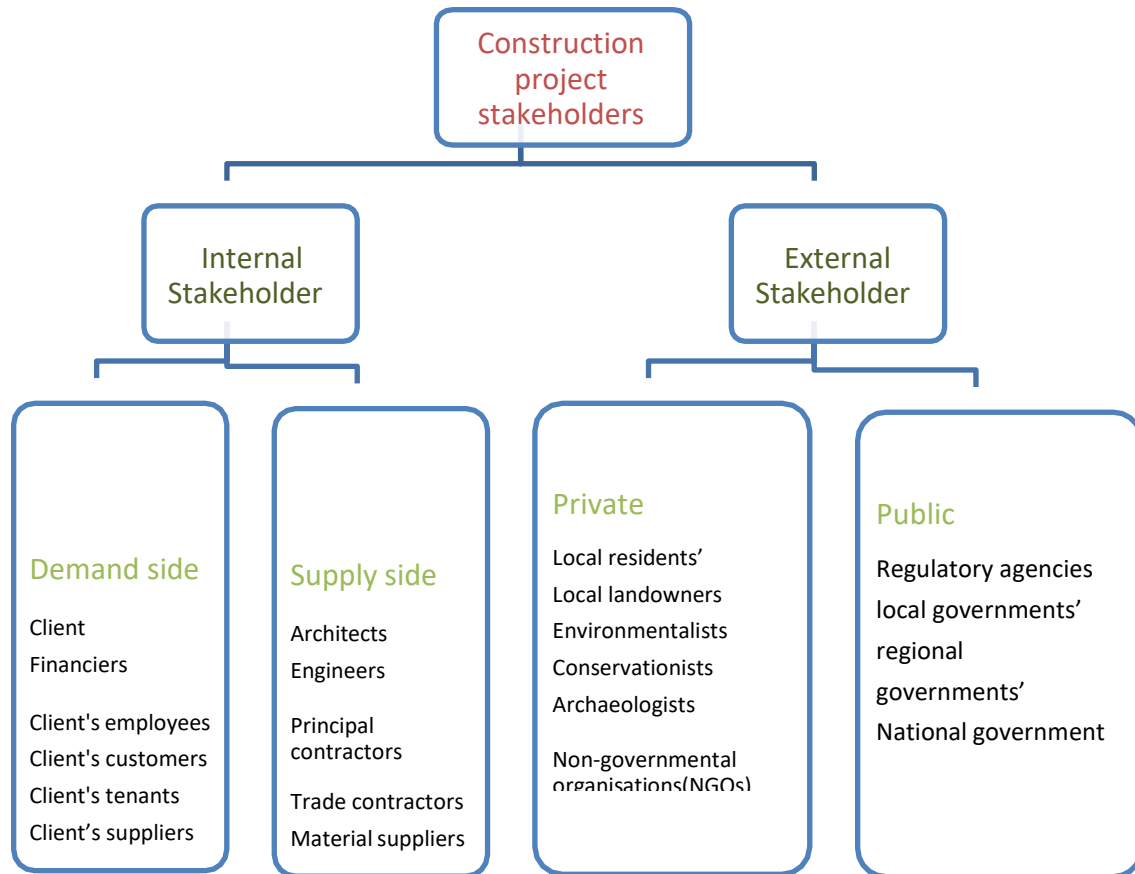 Construction
project
stakeholders
Internal
Stakeholder
External
Stakeholder
Demand side
Client
Financiers
Client's employees
Client's customers
Client's tenants
Client’s suppliers
Supply side
Architects
Engineers
Principal
contractors
Trade contractors
Material suppliers
Private
Local residents’
Local landowners
Environmentalists
Conservationists
Archaeologists
Non-governmental
organisations(NGOs)
Public
Regulatory agencies
local governments’
regional
governments’
National government